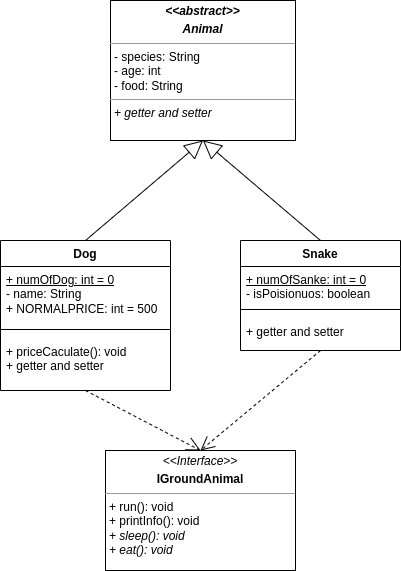 <<abstract>>
Animal
- species: String
- age: int
- food: String
+ getter and setter
Dog
+ numOfDog: int = 0
- name: String
+ NORMALPRICE: int = 500
+ priceCaculate(): void
+ getter and setter
Snake
+ numOfSanke: int = 0
- isPoisionuos: boolean
+ getter and setter
<<Interface>>
IGroundAnimal
+ run(): void
+ printInfo(): void
+ sleep(): void
+ eat(): void